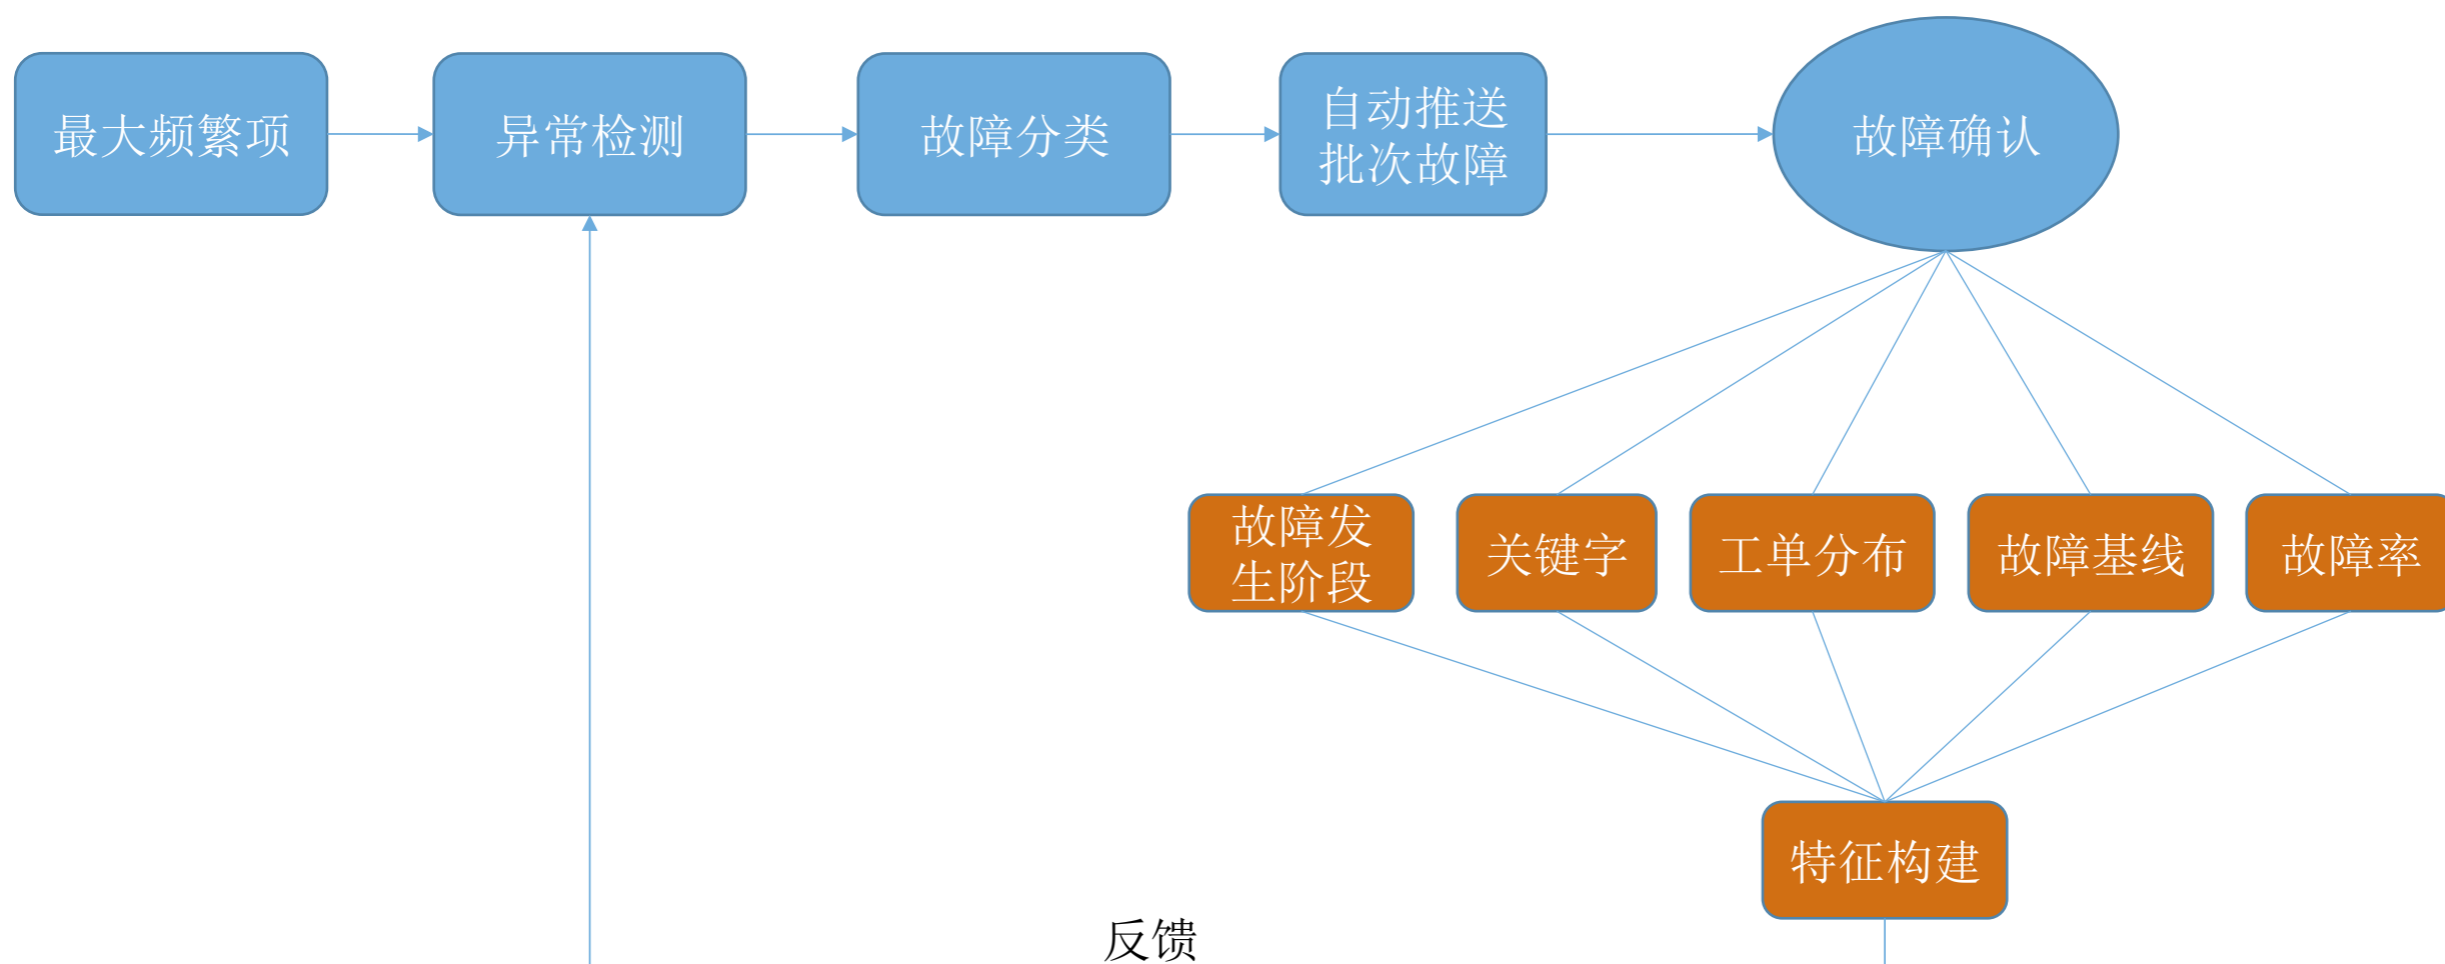 最大频繁项
异常检测
故障分类
自动推送
批次故障
故障确认
故障发
生阶段
关键字
工单分布
故障基线
故障率
特征构建
反馈